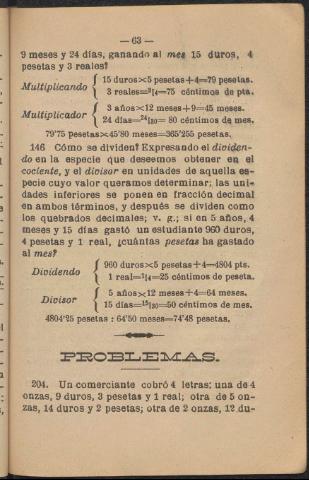 — 63 —
9 meses y 24 días, ganando al mes 15 duros, 4
pesetas y 3 reales?
Multiplicando { 15 duros×5 pesetas+4=79 pesetas.
3 reales=3|4=75 céntimos de pta.
Multiplicador { 3 años×12 meses+9=45 meses.
24 días=24|30= 80 céntimos de mes.
79'75 pesetas×45'80 meses=365'255 pesetas.
146 Cómo se dividen? Expresando el dividen-
do en la especie que deseemos obtener en el
cociente, y el divisor en unidades de aquella es-
pecie cuyo valor queramos determinar; las uni-
dades inferiores se ponen en fracción decimal
en ambos términos, y después se dividen como
los quebrados decimales; v. g.; si en 5 años, 4
meses y 15 días gastó un estudiante 960 duros,
4 pesetas y 1 real, ¿cuántas pesetas ha gastado
al mes?
Dividendo { 960 duros×5 pesetas+4=4804 pts.
1 real=1|4=25 céntimos de peseta.
Divisor { 5 años×12 meses+4=64 meses.
15 días=15|30=50 céntimos de mes.
4804'25 pesetas : 64'50 meses=74'48 pesetas.
PROBLEMAS.
204. Un comerciante cobró 4 letras; una de 4
onzas, 9 duros, 3 pesetas y 1 real; otra de 5 on-
zas, 14 duros y 2 pesetas; otra de 2 onzas, 12 du-